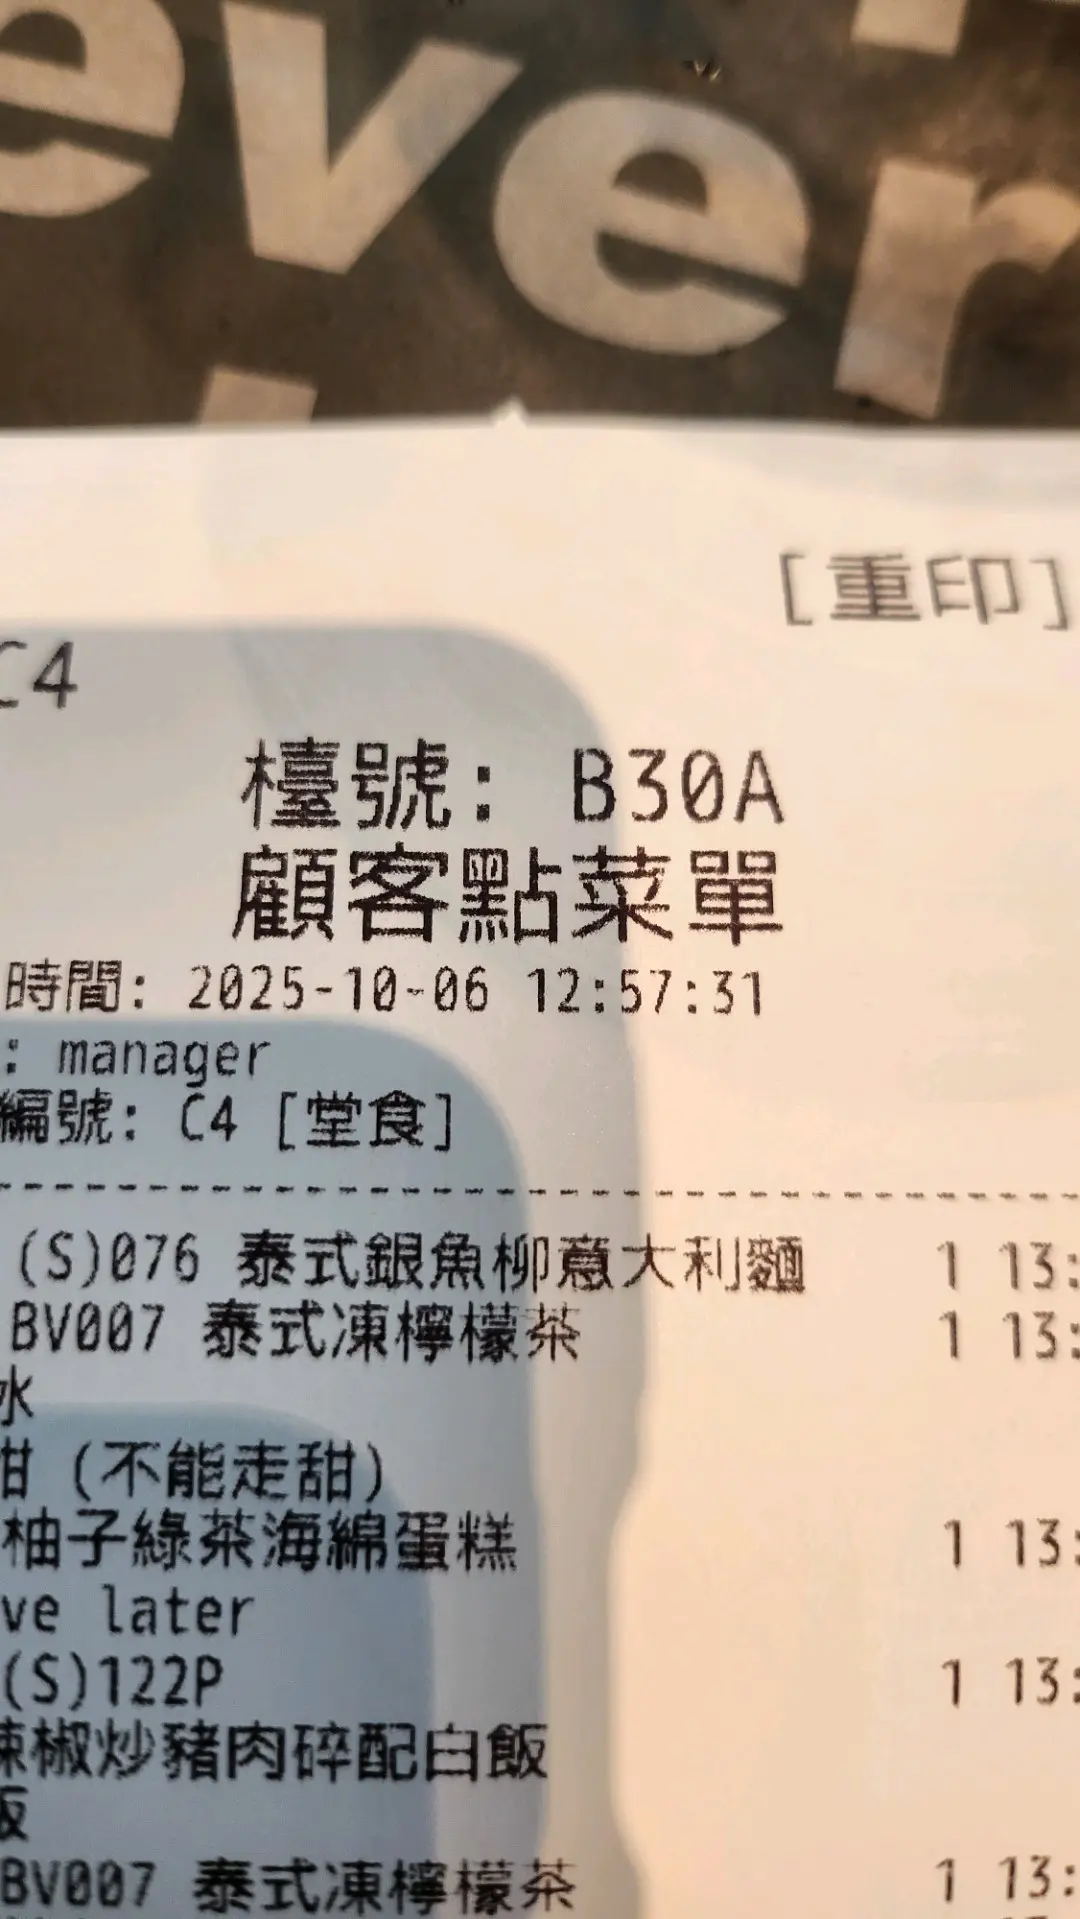 ever
[重印]
C4
檯號: B30A
顧客點菜單
時間: 2025-10-06 12:57:31
: manager
編號: C4 [堂食]
(S)076 泰式銀魚柳意大利麵 1 13:
BV007 泰式凍檸檬茶 1 13:
水
甜 (不能走甜)
柚子綠茶海綿蛋糕 1 13:
ve later
(S)122P 1 13:
辣椒炒豬肉碎配白飯
飯
BV007 泰式凍檸檬茶 1 13: